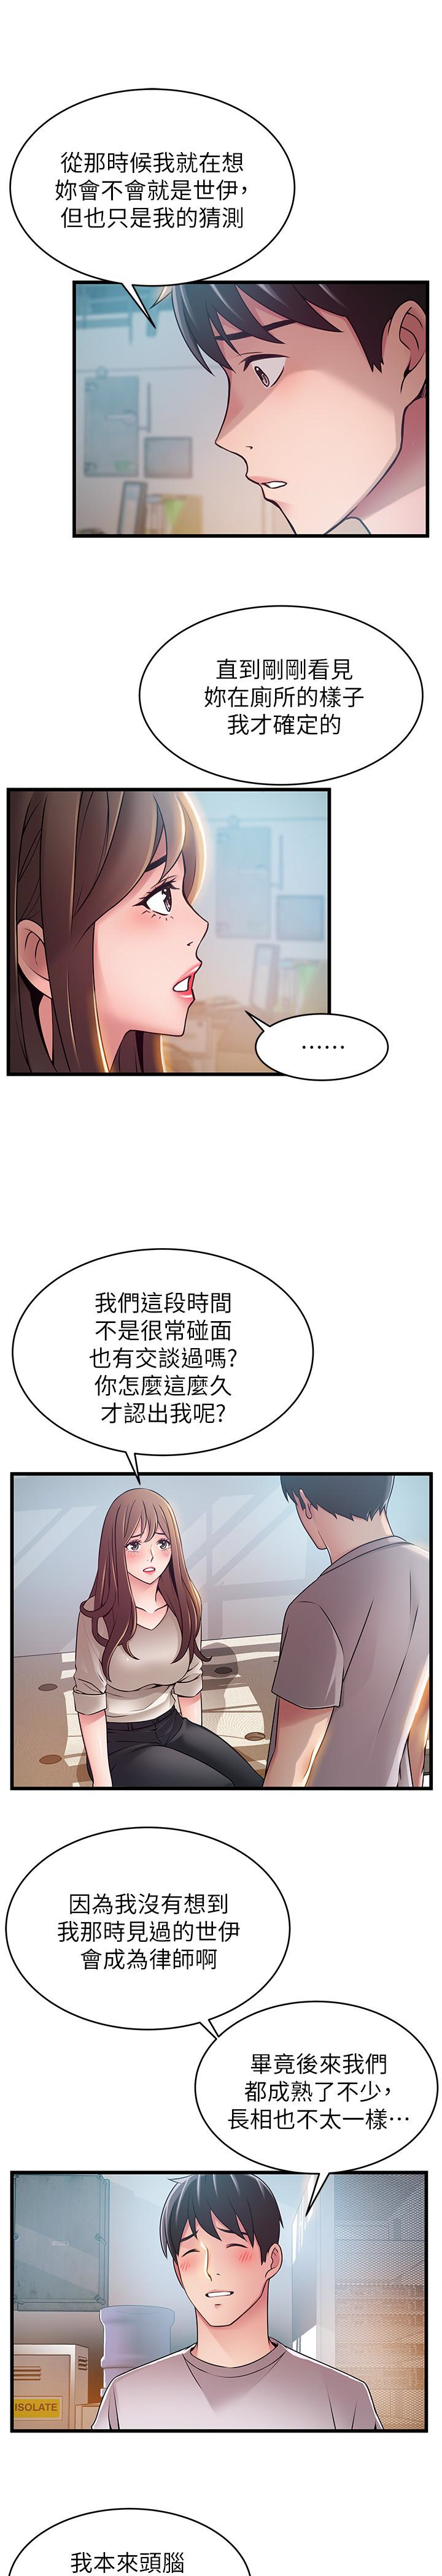 從那時候我就在想
妳會不會就是世伊，
但也只是我的猜測
直到剛剛看見
妳在廁所的樣子
我才確定的
⋯⋯
我們這段時間
不是很常碰面
也有交談過嗎?
你怎麼這麼久
才認出我呢?
因為我沒有想到
我那時見過的世伊
會成為律師啊
畢竟後來我們
都成熟了不少，
長相也不太一樣⋯
ISOLATE
我本來頭腦